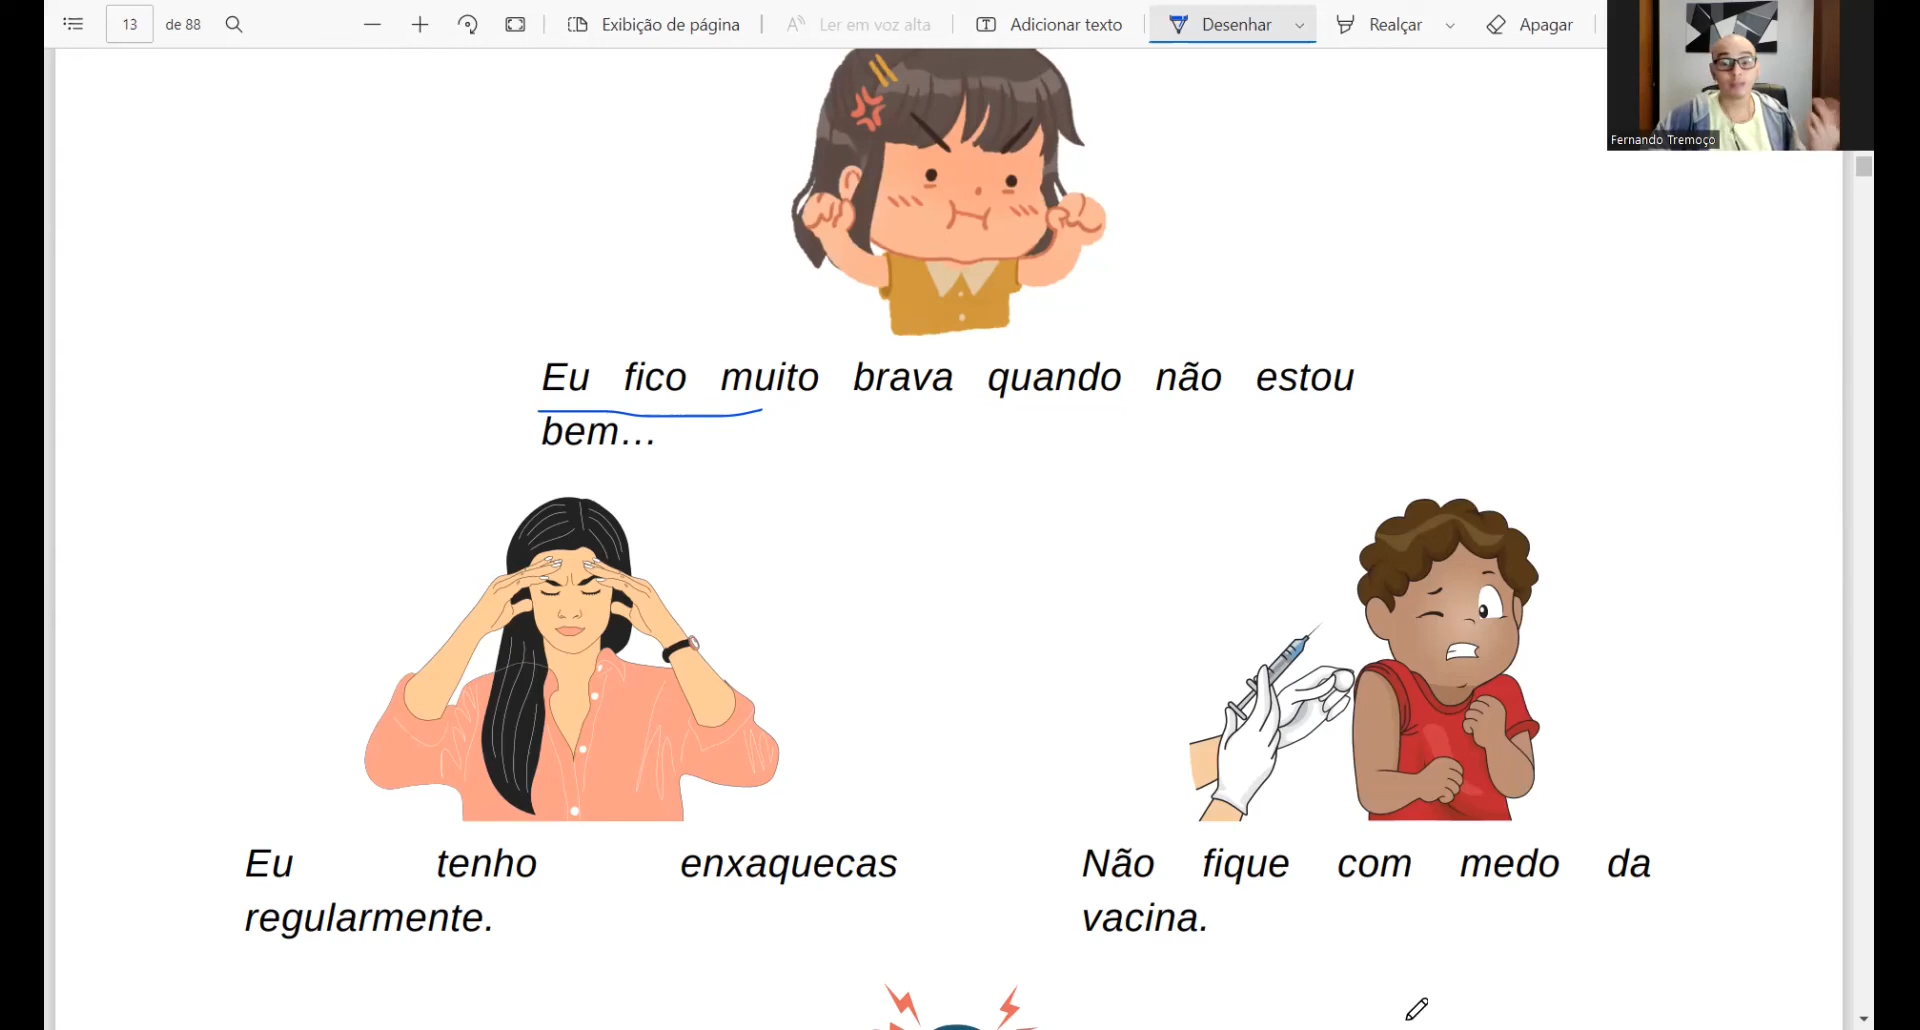 13 de 88 Exibição de página Ler em voz alta Adicionar texto Desenhar Realçar Apagar
Fernando Tremoço
Eu fico muito brava quando não estou
bem…
Eu tenho enxaquecas
regularmente.
Não fique com medo da
vacina.